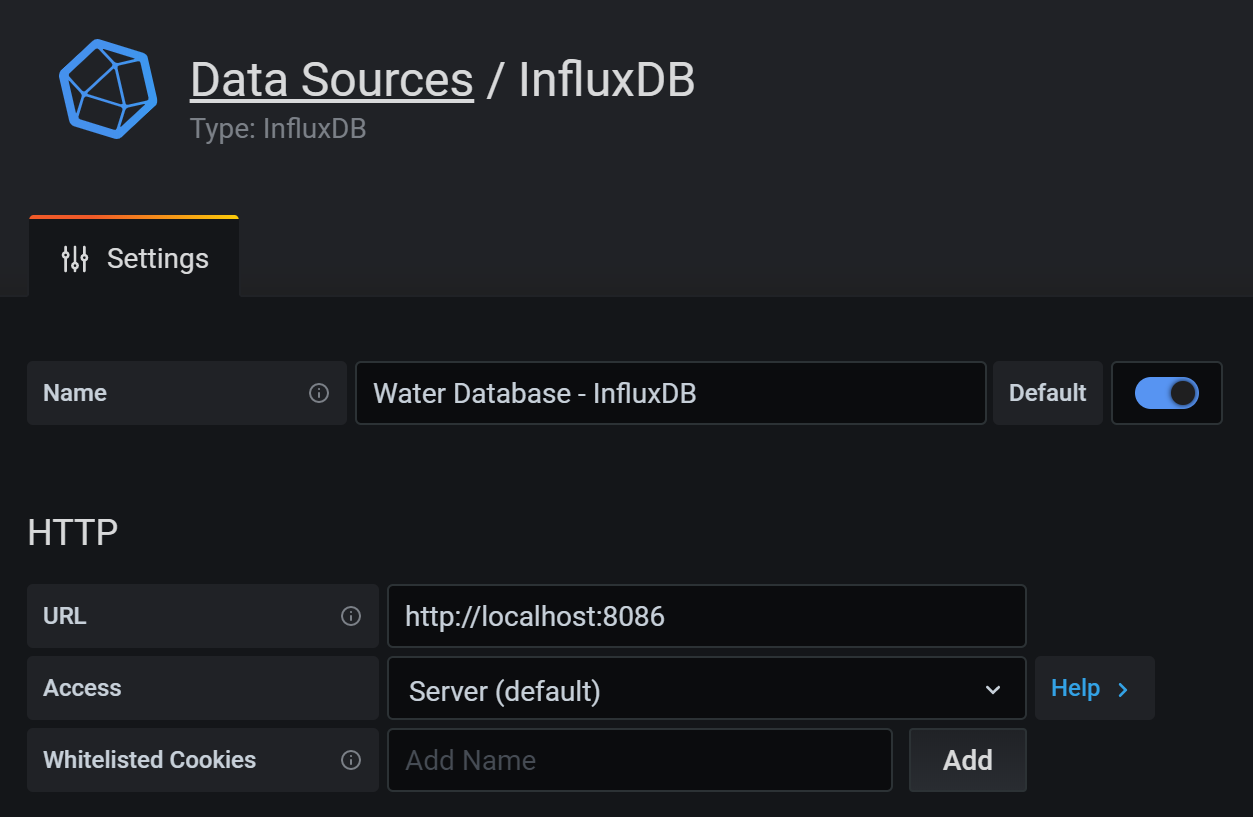 Data Sources / InfluxDB
Type: InfluxDB
Settings
Name Water Database - InfluxDB Default
HTTP
URL http://localhost:8086
Access Server (default) Help
Whitelisted Cookies Add Name Add